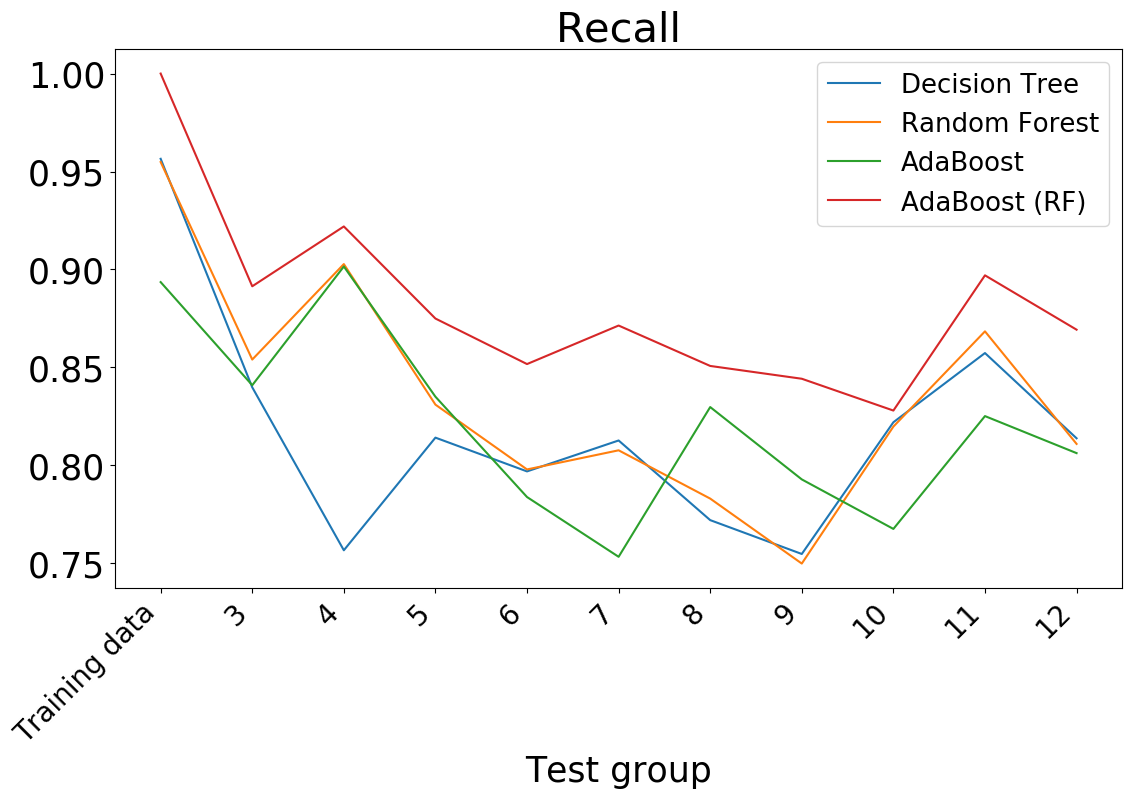 Recall
1.00
0.95
0.90
0.85
0.80
0.75
Decision Tree
Random Forest
AdaBoost
AdaBoost (RF)
Training data
3
4
5
6
7
8
9
10
11
12
Test group